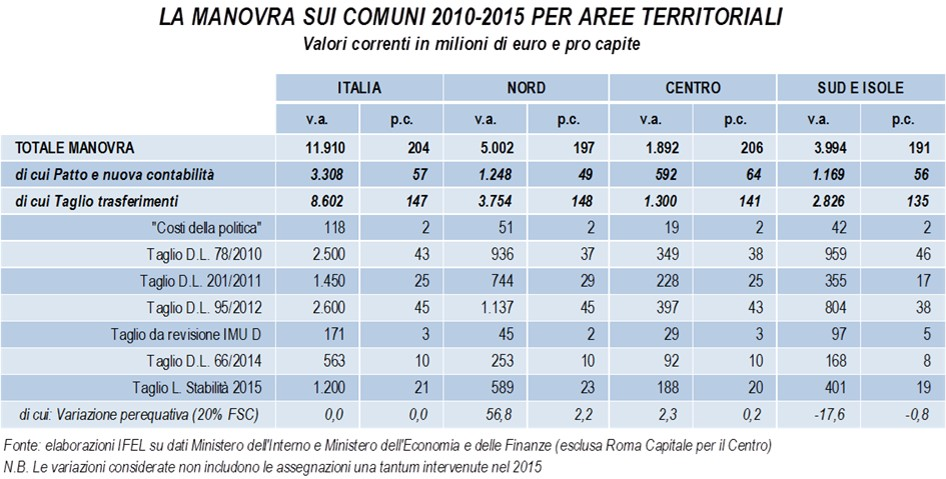 LA MANOVRA SUI COMUNI 2010-2015 PER AREE TERRITORIALI
Valori correnti in milioni di euro e pro capite
ITALIA NORD CENTRO SUD E ISOLE
v.a. p.c. v.a. p.c. v.a. p.c. v.a. p.c.
TOTALE MANOVRA 11.910 204 5.002 197 1.892 206 3.994 191
di cui Patto e nuova contabilità 3.308 57 1.248 49 592 64 1.169 56
di cui Taglio trasferimenti 8.602 147 3.754 148 1.300 141 2.826 135
"Costi della politica" 118 2 51 2 19 2 42 2
Taglio D.L. 78/2010 2.500 43 936 37 349 38 959 46
Taglio D.L. 201/2011 1.450 25 744 29 228 25 355 17
Taglio D.L. 95/2012 2.600 45 1.137 45 397 43 804 38
Taglio da revisione IMU D 171 3 45 2 29 3 97 5
Taglio D.L. 66/2014 563 10 253 10 92 10 168 8
Taglio L. Stabilità 2015 1.200 21 589 23 188 20 401 19
di cui: Variazione perequativa (20% FSC) 0,0 0,0 56,8 2,2 2,3 0,2 -17,6 -0,8
Fonte: elaborazioni IFEL su dati Ministero dell'Interno e Ministero dell'Economia e delle Finanze (esclusa Roma Capitale per il Centro)
N.B. Le variazioni considerate non includono le assegnazioni una tantum intervenute nel 2015